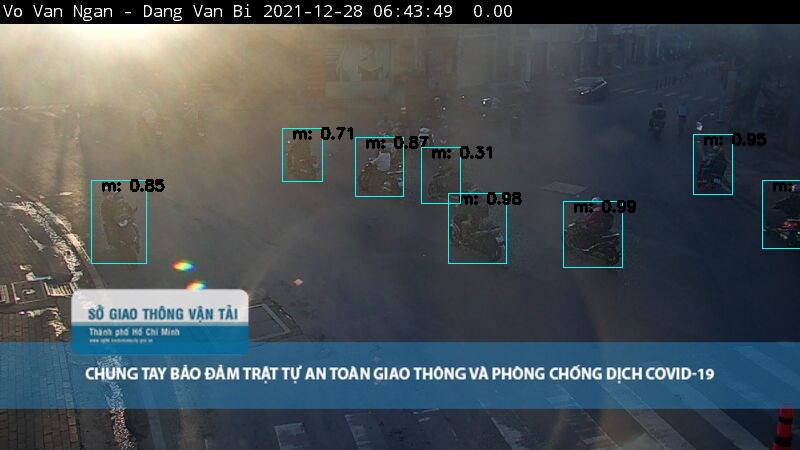 Vo Van Ngan - Dang Van Bi 2021-12-28 06:43:49  0.00
m: 0.71
m: 0.87
m: 0.31
m: 0.95
m: 0.85
m: 0.98
m: 0.99
m:
SỞ GIAO THÔNG VẬN TẢI
Thành phố Hồ Chí Minh
CHUNG TAY BẢO ĐẢM TRẬT TỰ AN TOÀN GIAO THÔNG VÀ PHÒNG CHỐNG DỊCH COVID-19